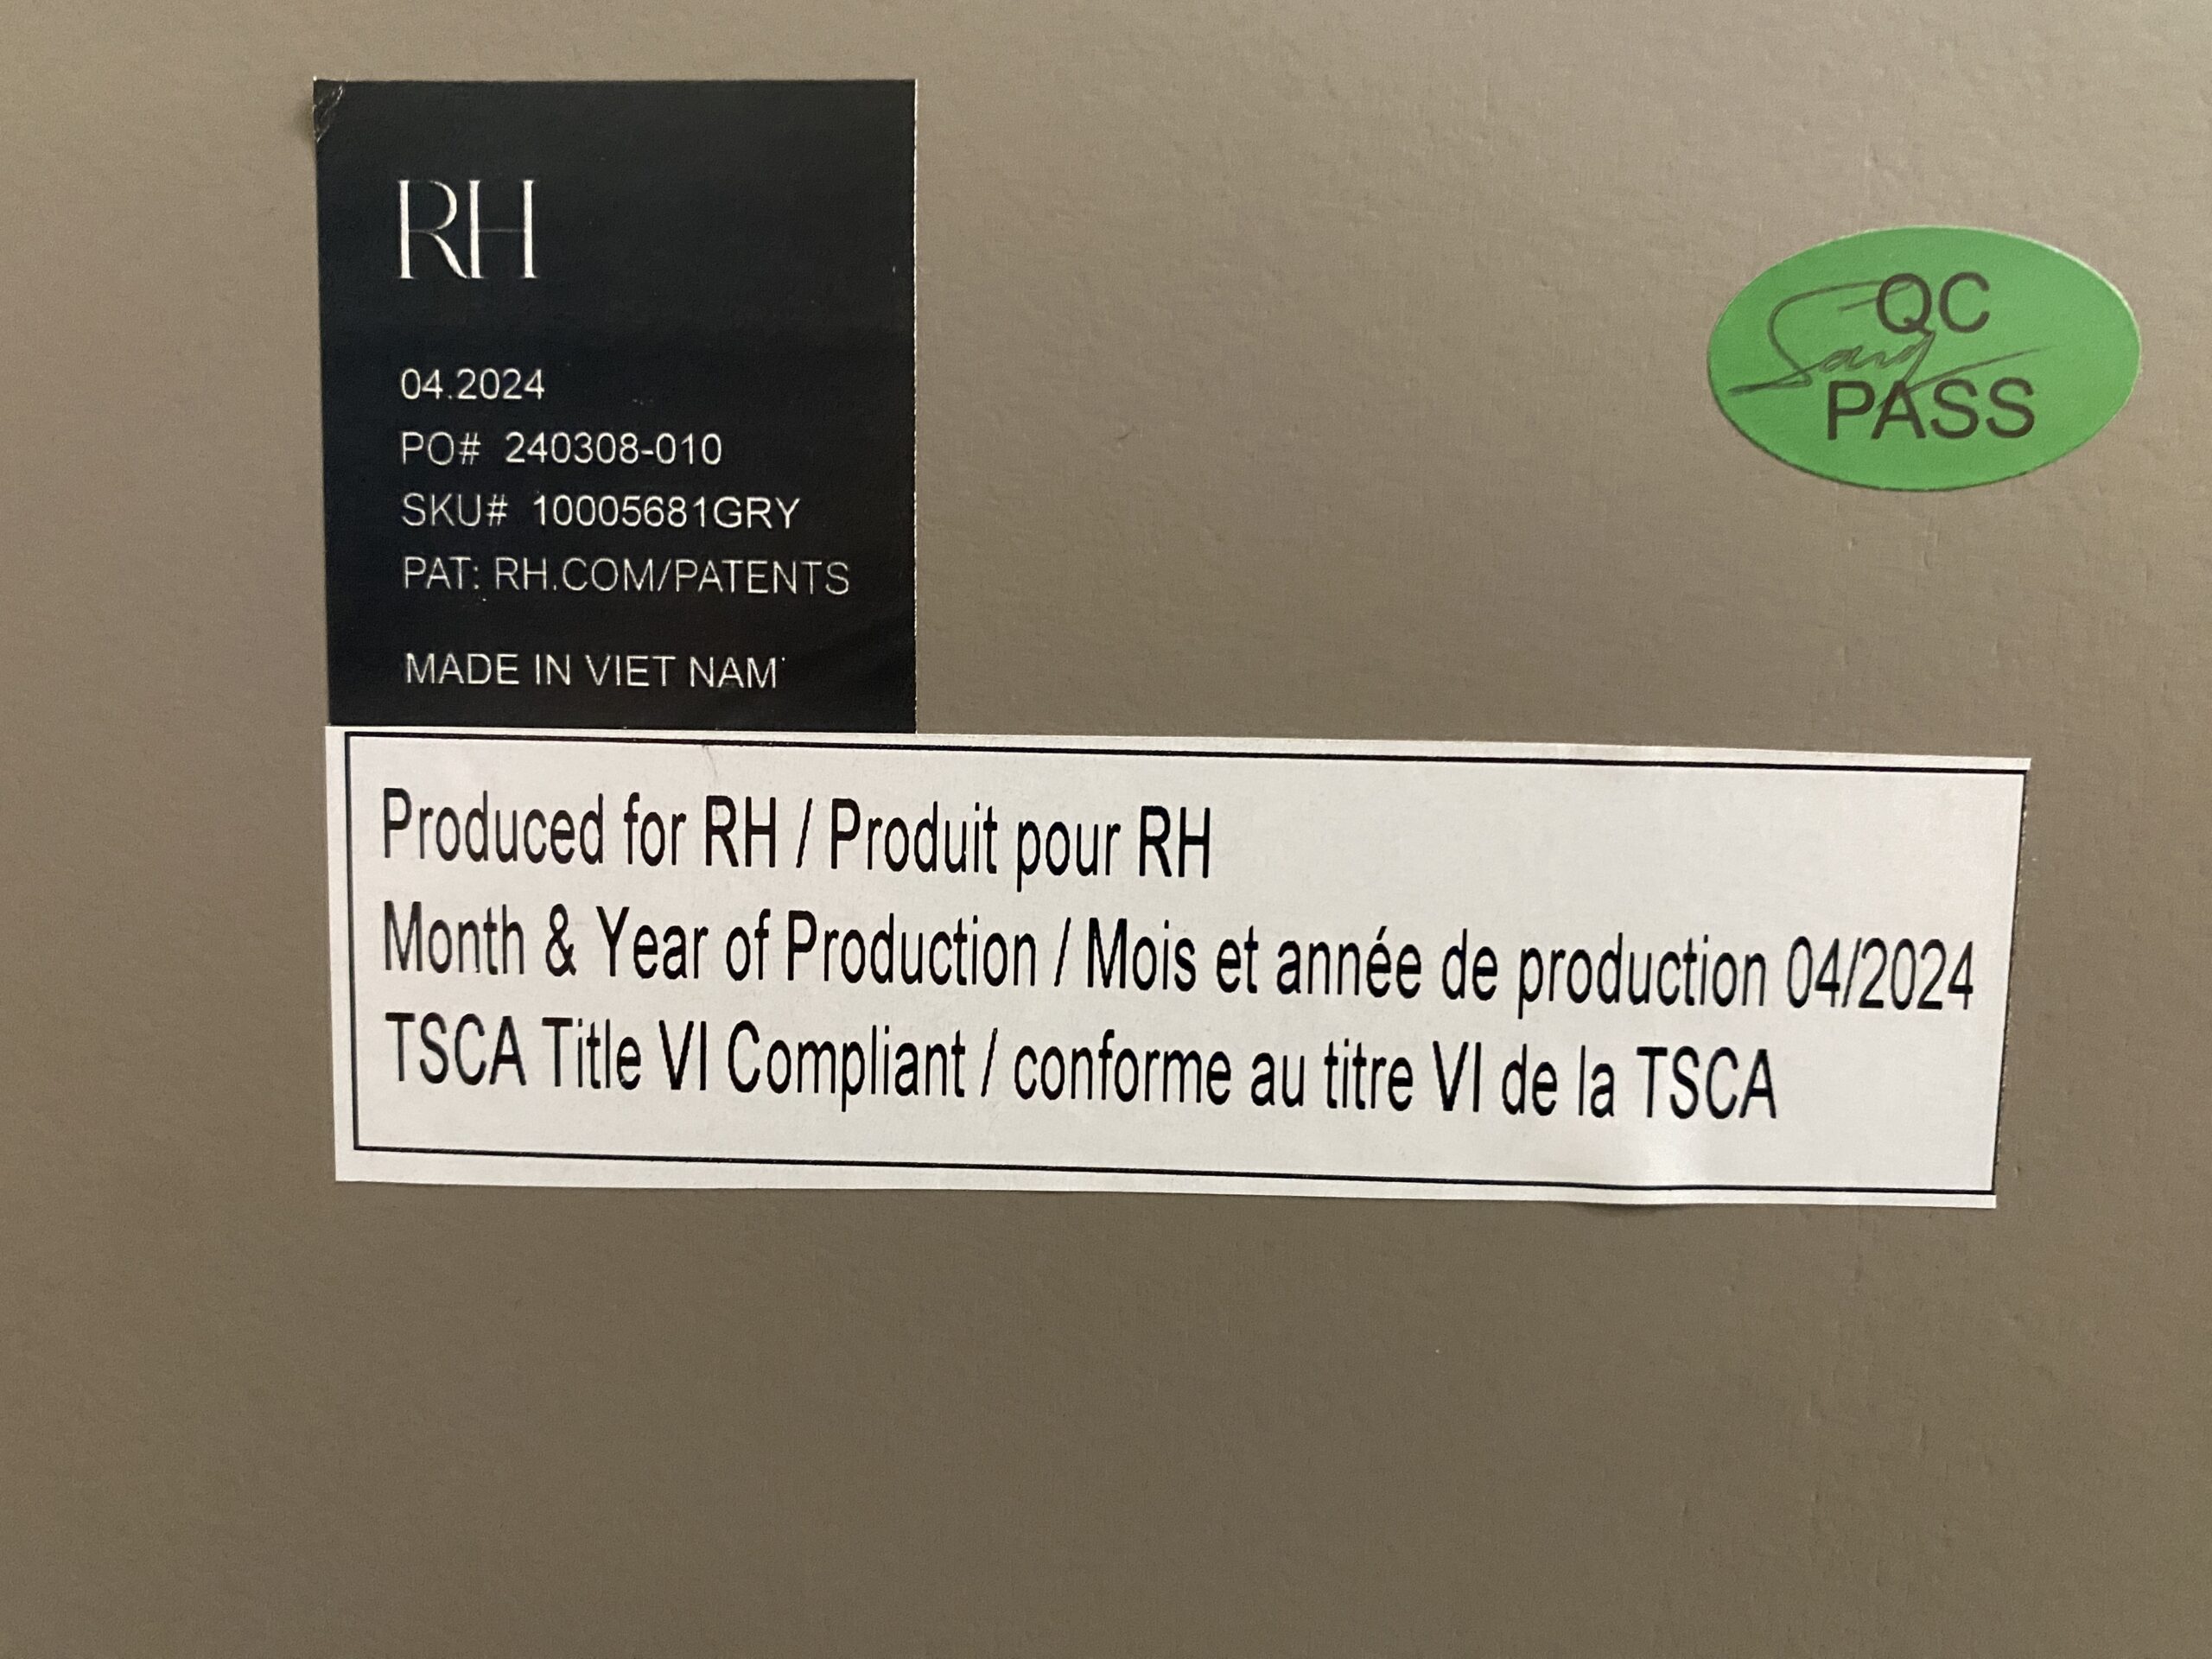 RH
04.2024
PO# 240308-010
SKU# 10005681GRY
PAT: RH.COM/PATENTS
MADE IN VIET NAM
QC
PASS
Produced for RH / Produit pour RH
Month & Year of Production / Mois et année de production 04/2024
TSCA Title VI Compliant / conforme au titre VI de la TSCA